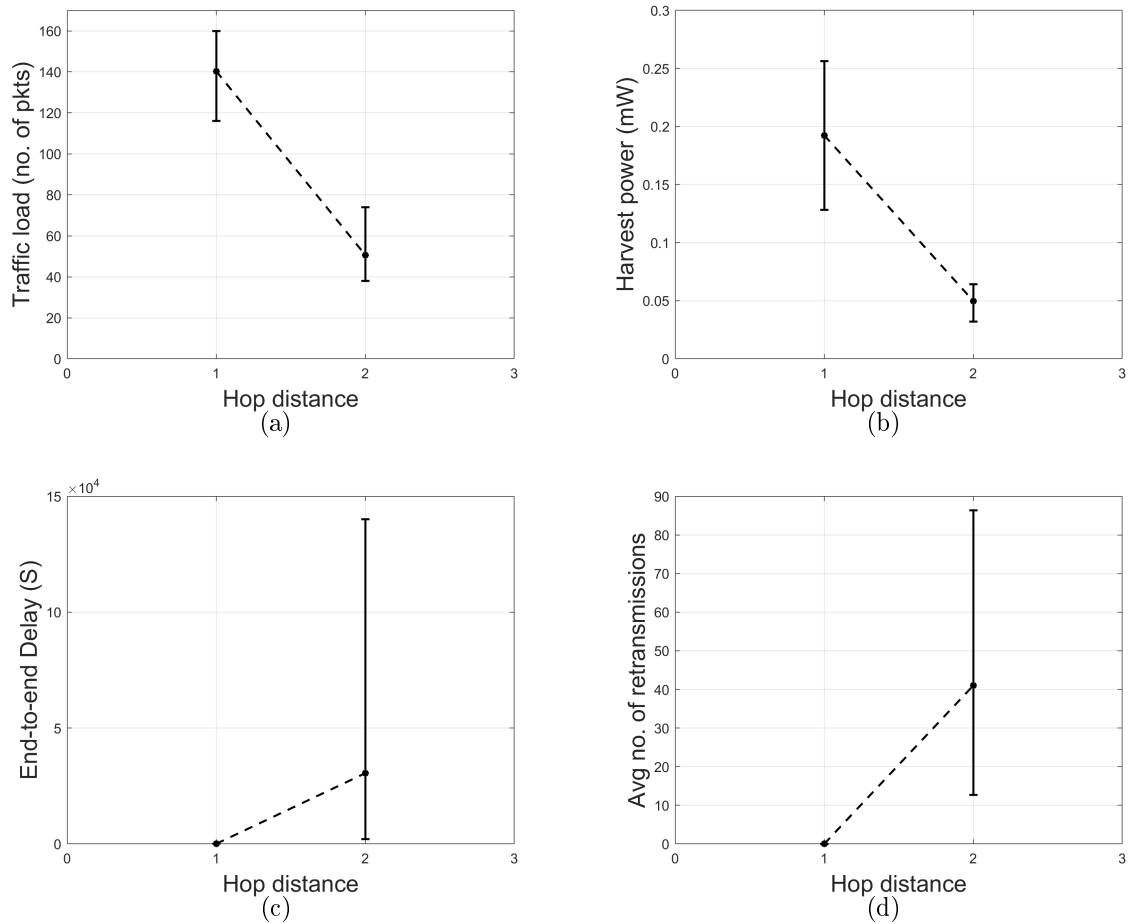 160
140
120
100
80
60
40
20
0
0 1 2 3
Traffic load (no. of pkts)
Hop distance
(a)
0.3
0.25
0.2
0.15
0.1
0.05
0
0 1 2 3
Harvest power (mW)
Hop distance
(b)
×10⁴
15
10
5
0
0 1 2 3
End-to-end Delay (S)
Hop distance
(c)
90
80
70
60
50
40
30
20
10
0
0 1 2 3
Avg no. of retransmissions
Hop distance
(d)